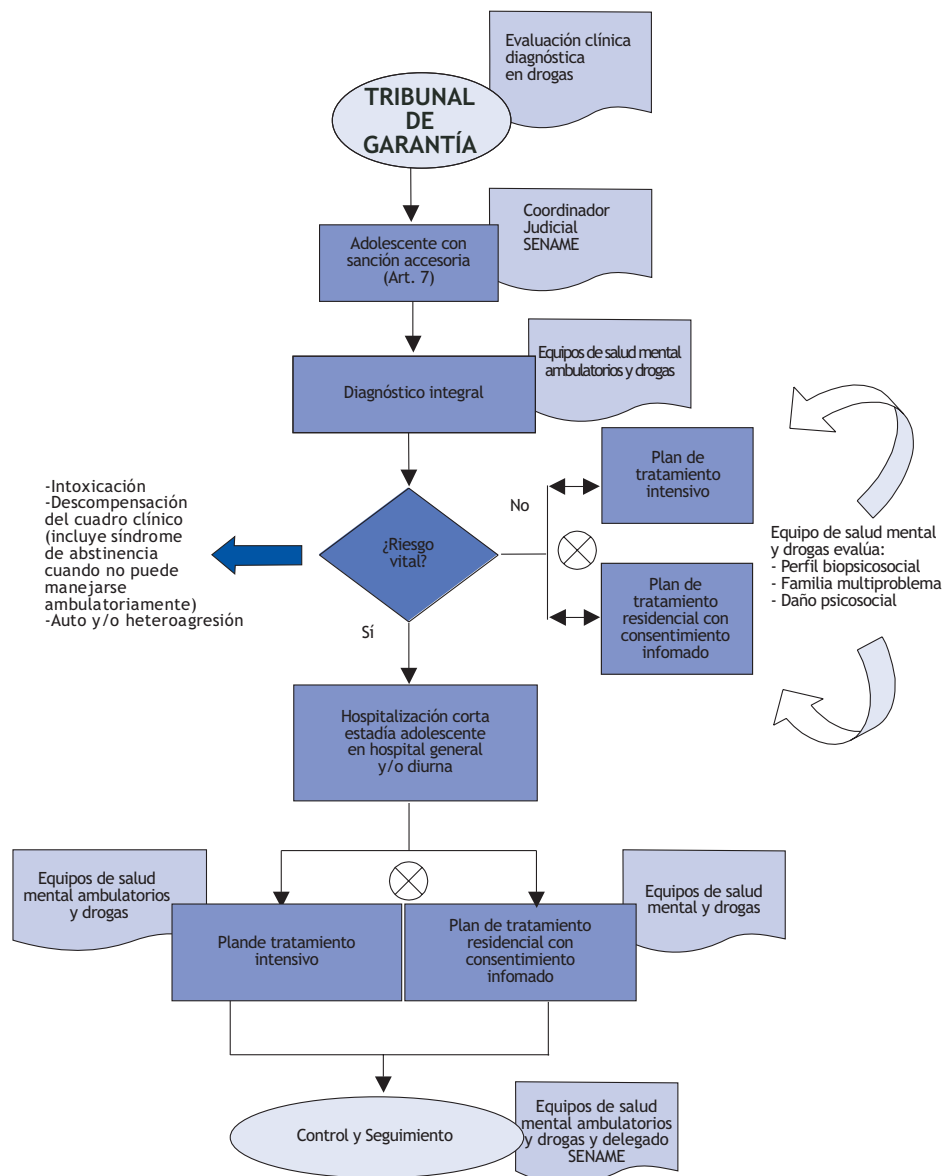 Evaluación clínica
diagnóstica
en drogas
TRIBUNAL
DE
GARANTÍA
Coordinador
Judicial
SENAME
Adolescente con
sanción accesoria
(Art. 7)
Equipos de salud mental
ambulatorios y drogas
Diagnóstico integral
Plan de
tratamiento
intensivo
-Intoxicación
-Descompensación
del cuadro clínico
(incluye síndrome
de abstinencia
cuando no puede
manejarse
ambulatoriamente)
-Auto y/o heteroagresión
No
¿Riesgo
vital?
Sí
Equipo de salud mental
y drogas evalúa:
- Perfil biopsicosocial
- Familia multiproblema
- Daño psicosocial
Plan de
tratamiento
residencial con
consentimiento
infomado
Hospitalización corta
estadía adolescente
en hospital general
y/o diurna
Equipos de salud
mental ambulatorios
y drogas
Equipos de salud
mental y drogas
Plande tratamiento
intensivo
Plan de tratamiento
residencial con
consentimiento
infomado
Control y Seguimiento
Equipos de salud
mental ambulatorios
y drogas y delegado
SENAME